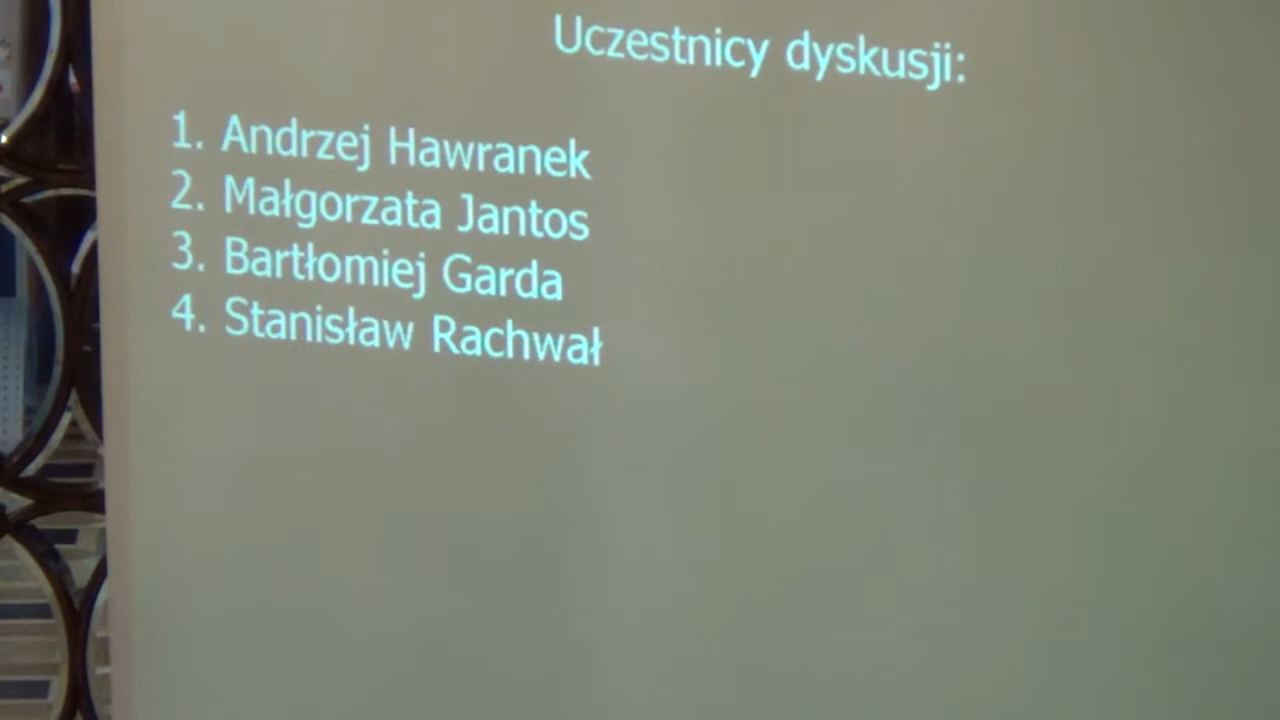 Uczestnicy dyskusji:
1. Andrzej Hawranek
2. Małgorzata Jantos
3. Bartłomiej Garda
4. Stanisław Rachwał